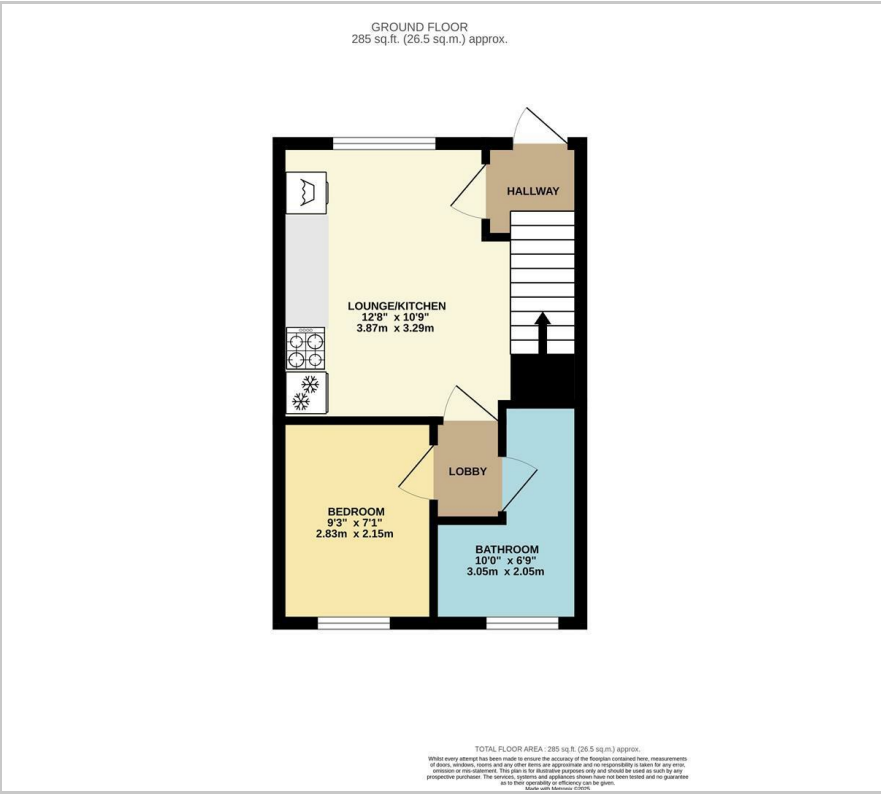 GROUND FLOOR
285 sq.ft. (26.5 sq.m.) approx.
HALLWAY
LOUNGE/KITCHEN
12'8" x 10'9"
3.87m x 3.29m
LOBBY
BEDROOM
9'3" x 7'1"
2.83m x 2.15m
BATHROOM
10'0" x 6'9"
3.05m x 2.05m
TOTAL FLOOR AREA : 285 sq.ft. (26.5 sq.m.) approx.
Whilst every attempt has been made to ensure the accuracy of the floorplan contained here, measurements
of doors, windows, rooms and any other items are approximate and no responsibility is taken for any error,
omission or mis-statement. This plan is for illustrative purposes only and should be used as such by any
prospective purchaser. The services, systems and appliances shown have not been tested and no guarantee
as to their operability or efficiency can be given.
Made with Metropix ©2025